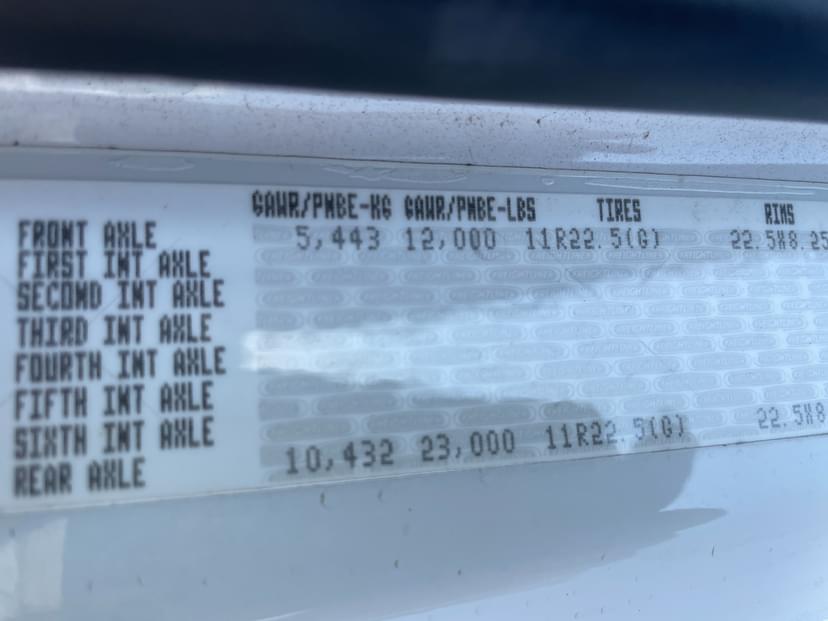 GAWR/PNBE-KG GAWR/PNBE-LBS TIRES RIMS
FRONT AXLE 5,443 12,000 11R22.5(G) 22.5X8.25
FIRST INT AXLE
SECOND INT AXLE
THIRD INT AXLE
FOURTH INT AXLE
FIFTH INT AXLE
SIXTH INT AXLE
REAR AXLE 10,432 23,000 11R22.5(G) 22.5X8